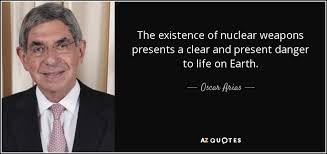 The existence of nuclear weapons
presents a clear and present danger
to life on Earth.
— Oscar Arias
AZ QUOTES